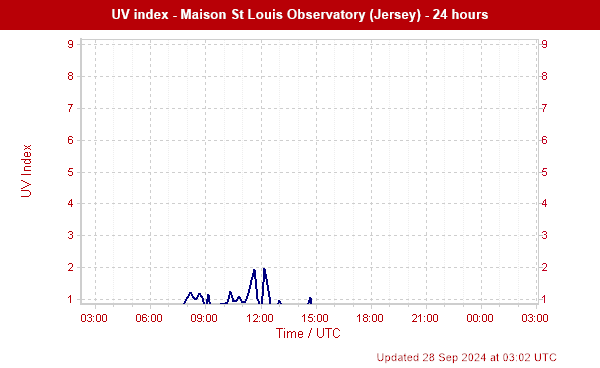 UV index - Maison St Louis Observatory (Jersey) - 24 hours
9 9
8 8
7 7
6 6
5 5
4 4
3 3
2 2
1 1
UV Index
03:00 06:00 09:00 12:00 15:00 18:00 21:00 00:00 03:00
Time / UTC
Updated 28 Sep 2024 at 03:02 UTC